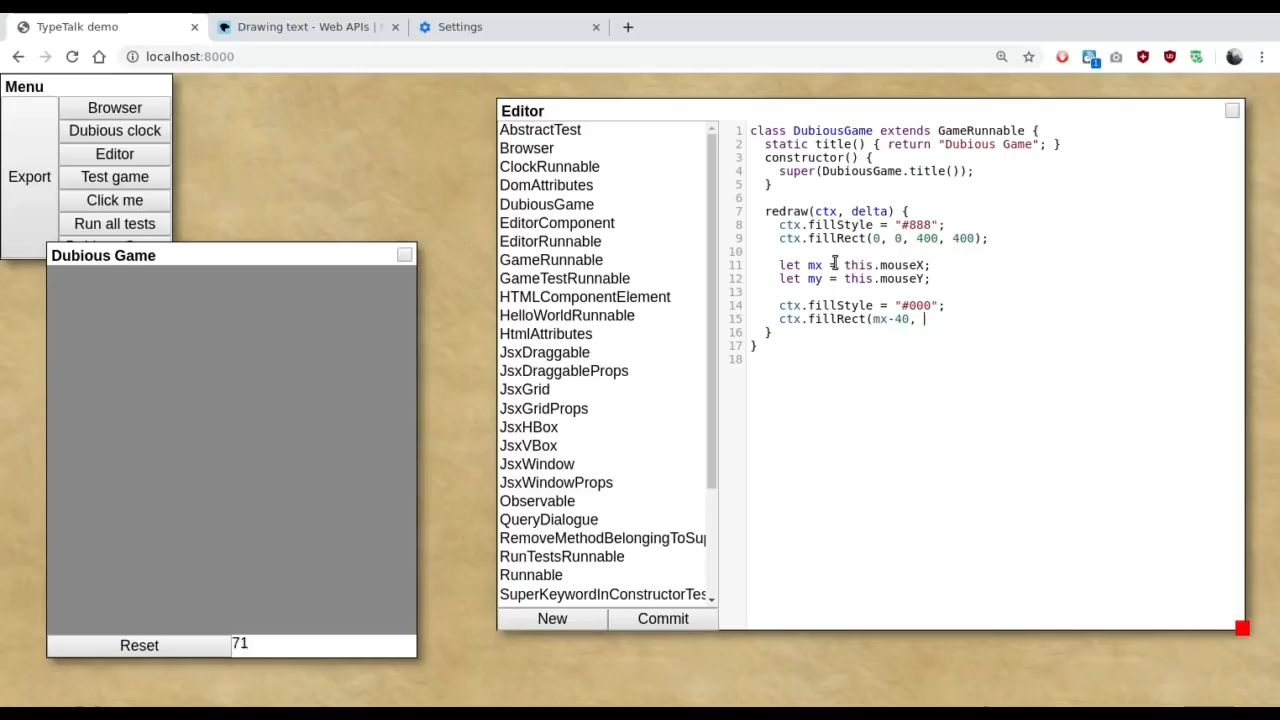 TypeTalk demo
Drawing text - Web APIs |
Settings
localhost:8000
1
Menu
Export
Browser
Dubious clock
Editor
Test game
Click me
Run all tests
Dubious Game
Reset
71
Editor
AbstractTest
Browser
ClockRunnable
DomAttributes
DubiousGame
EditorComponent
EditorRunnable
GameRunnable
GameTestRunnable
HTMLComponentElement
HelloWorldRunnable
HtmlAttributes
JsxDraggable
JsxDraggableProps
JsxGrid
JsxGridProps
JsxHBox
JsxVBox
JsxWindow
JsxWindowProps
Observable
QueryDialogue
RemoveMethodBelongingToSup
RunTestsRunnable
Runnable
SuperKeywordInConstructorTes
New
Commit
1 class DubiousGame extends GameRunnable {
2 static title() { return "Dubious Game"; }
3 constructor() {
4 super(DubiousGame.title());
5 }
6
7 redraw(ctx, delta) {
8 ctx.fillStyle = "#888";
9 ctx.fillRect(0, 0, 400, 400);
10
11 let mx = this.mouseX;
12 let my = this.mouseY;
13
14 ctx.fillStyle = "#000";
15 ctx.fillRect(mx-40,
16 }
17 }
18